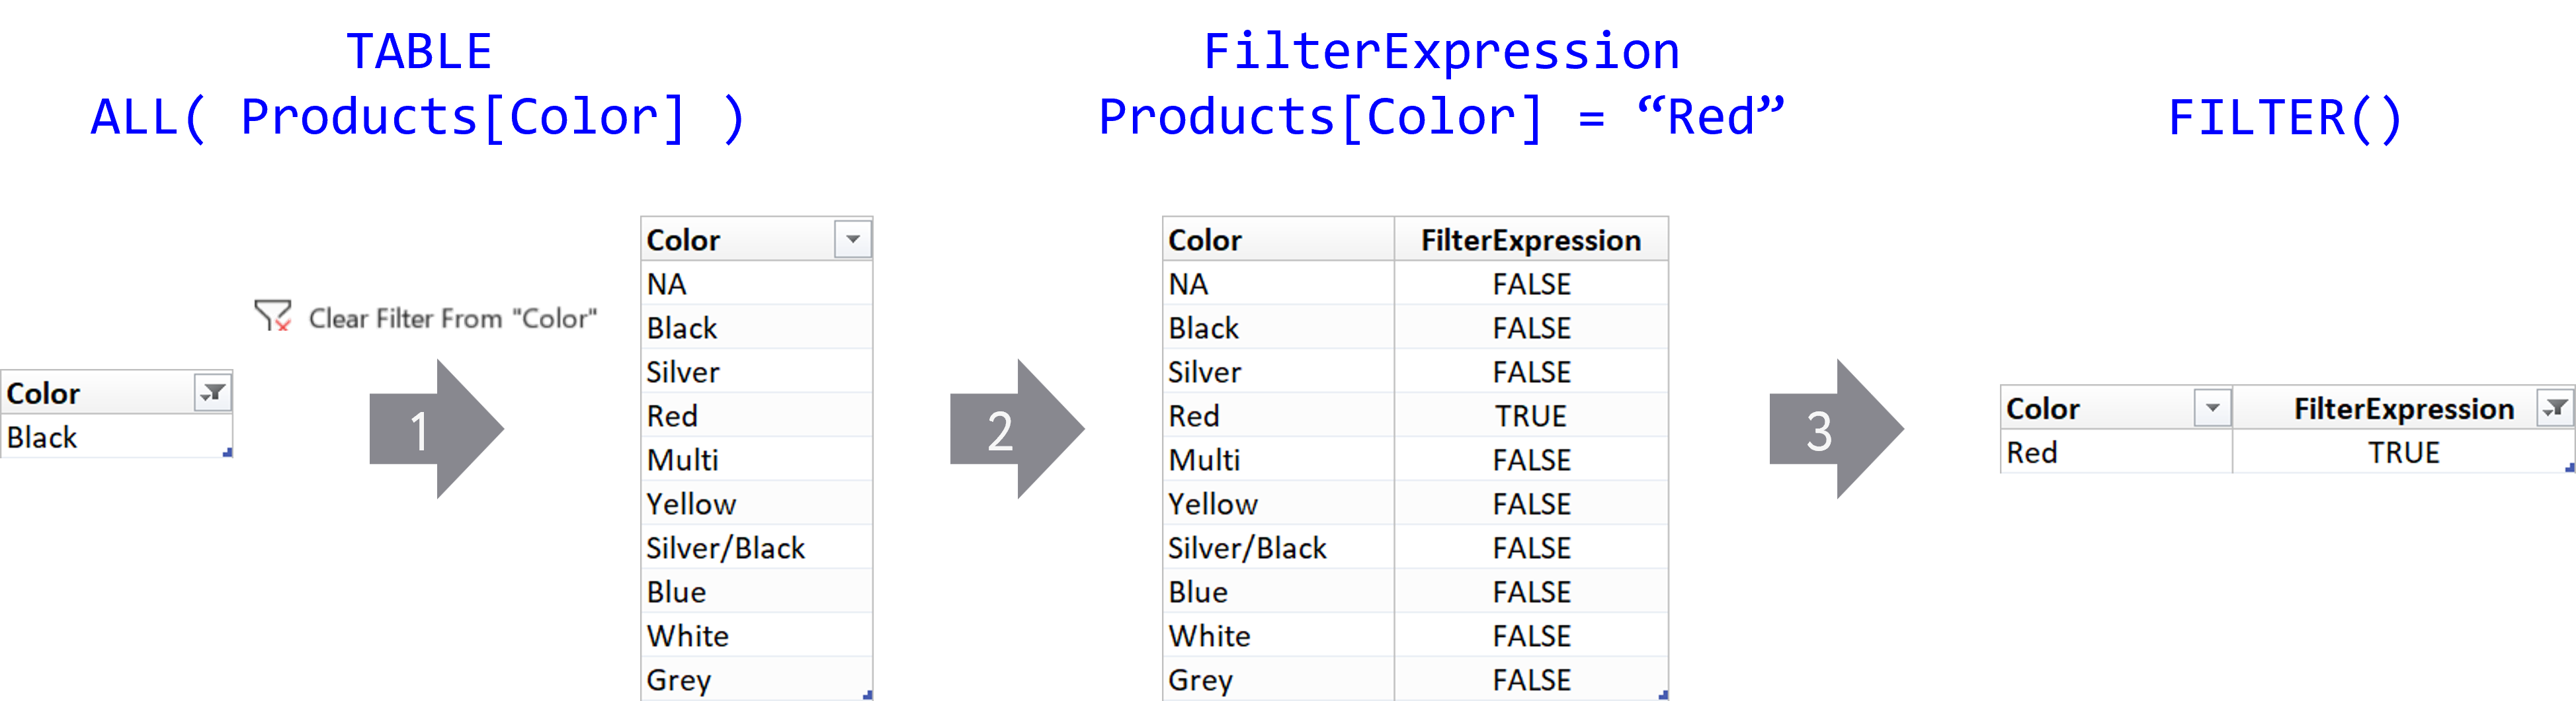 TABLE
ALL( Products[Color] )
FilterExpression
Products[Color] = “Red”
FILTER()
Color
Black
Clear Filter From "Color"
1
Color
NA
Black
Silver
Red
Multi
Yellow
Silver/Black
Blue
White
Grey
2
Color FilterExpression
NA FALSE
Black FALSE
Silver FALSE
Red TRUE
Multi FALSE
Yellow FALSE
Silver/Black FALSE
Blue FALSE
White FALSE
Grey FALSE
3
Color FilterExpression
Red TRUE